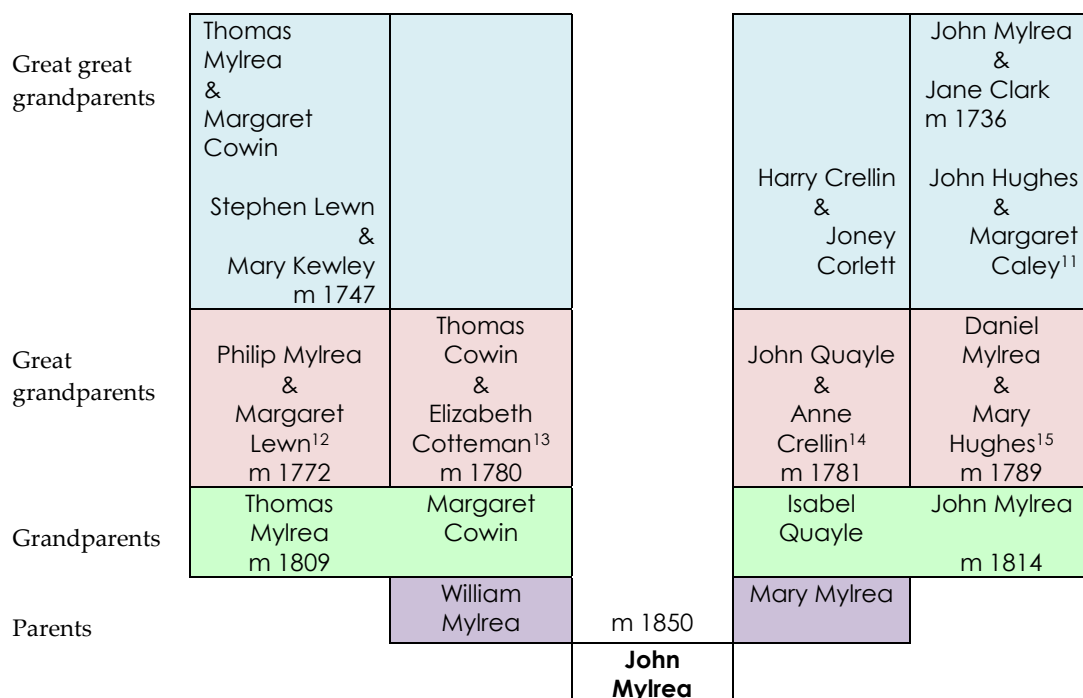 Great great
grandparents
Thomas
Mylrea
&
Margaret
Cowin
Stephen Lewn
&
Mary Kewley
m 1747
Harry Crellin
&
Joney
Corlett
John Mylrea
&
Jane Clark
m 1736
John Hughes
&
Margaret
Caley¹¹
Great
grandparents
Philip Mylrea
&
Margaret
Lewn¹²
m 1772
Thomas
Cowin
&
Elizabeth
Cotteman¹³
m 1780
John Quayle
&
Anne
Crellin¹⁴
m 1781
Daniel
Mylrea
&
Mary
Hughes¹⁵
m 1789
Grandparents
Thomas
Mylrea
m 1809
Margaret
Cowin
Isabel
Quayle
John Mylrea
m 1814
Parents
William
Mylrea
m 1850
Mary Mylrea
John
Mylrea